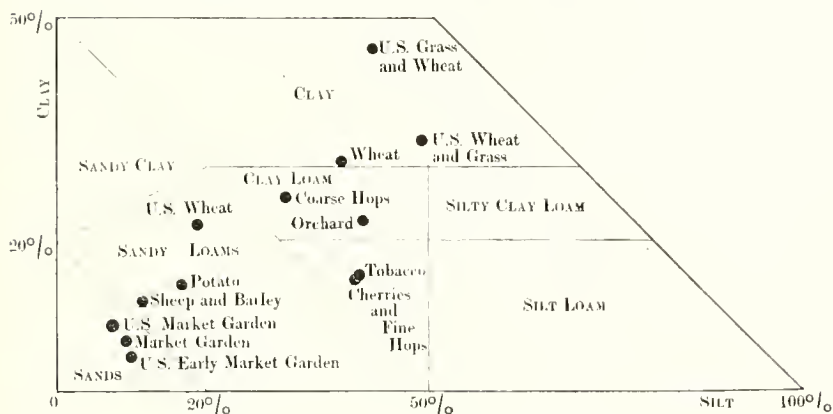 50%
CLAY
U.S. Grass
and Wheat
CLAY
SANDY CLAY
Wheat
U.S. Wheat
and Grass
CLAY LOAM
Coarse Hops
U.S. Wheat
Orchard
SILTY CLAY LOAM
20%
SANDY LOAMS
Potato
Tobacco
Sheep and Barley
Cherries
and
Fine
Hops
SILT LOAM
U.S. Market Garden
Market Garden
U.S. Early Market Garden
SANDS
0
20%
50%
SILT
100%